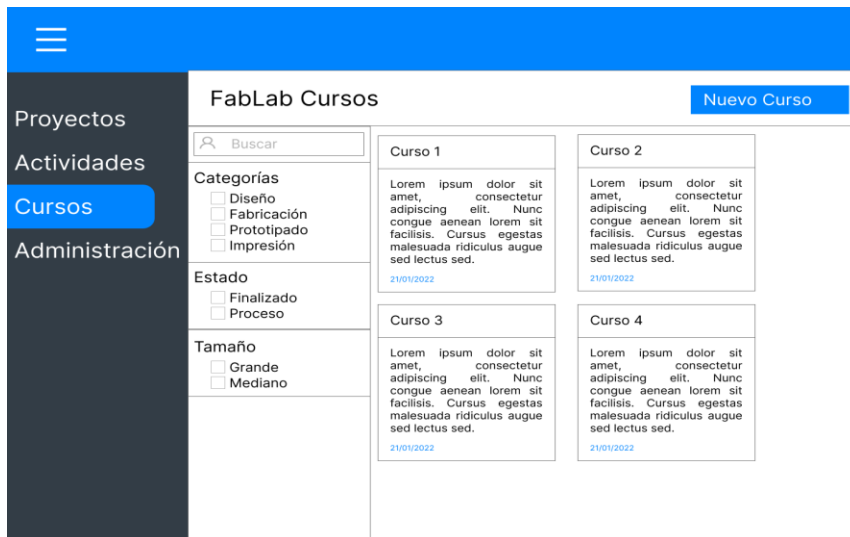 FabLab Cursos
Nuevo Curso
Proyectos
Actividades
Cursos
Administración
Buscar
Categorías
Diseño
Fabricación
Prototipado
Impresión
Estado
Finalizado
Proceso
Tamaño
Grande
Mediano
Curso 1
Lorem ipsum dolor sit
amet, consectetur
adipiscing elit. Nunc
congue aenean lorem sit
facilisis. Cursus egestas
malesuada ridiculus augue
sed lectus sed.
21/01/2022
Curso 2
Lorem ipsum dolor sit
amet, consectetur
adipiscing elit. Nunc
congue aenean lorem sit
facilisis. Cursus egestas
malesuada ridiculus augue
sed lectus sed.
21/01/2022
Curso 3
Lorem ipsum dolor sit
amet, consectetur
adipiscing elit. Nunc
congue aenean lorem sit
facilisis. Cursus egestas
malesuada ridiculus augue
sed lectus sed.
21/01/2022
Curso 4
Lorem ipsum dolor sit
amet, consectetur
adipiscing elit. Nunc
congue aenean lorem sit
facilisis. Cursus egestas
malesuada ridiculus augue
sed lectus sed.
21/01/2022